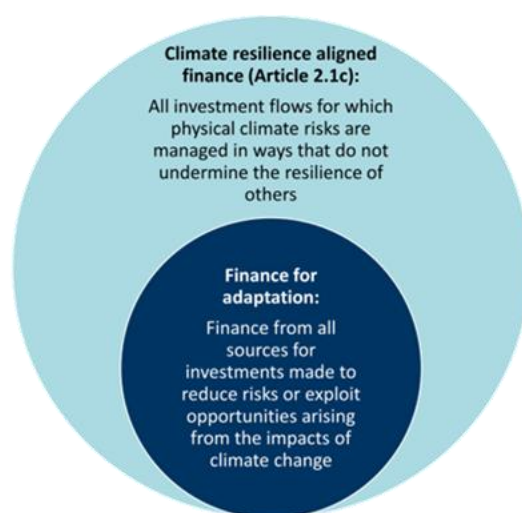 Climate resilience aligned
finance (Article 2.1c):
All investment flows for which
physical climate risks are
managed in ways that do not
undermine the resilience of
others
Finance for
adaptation:
Finance from all
sources for
investments made to
reduce risks or exploit
opportunities arising
from the impacts of
climate change